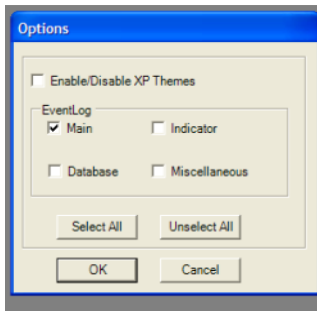 Options
Enable/Disable XP Themes
EventLog
Main Indicator
Database Miscellaneous
Select All Unselect All
OK Cancel